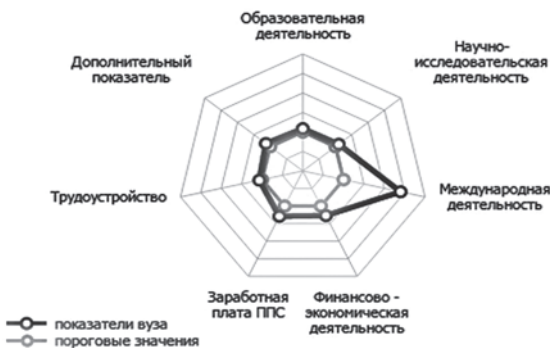 Образовательная
деятельность
Научно-
исследовательская
деятельность
Дополнительный
показатель
Трудоустройство
Международная
деятельность
Заработная
плата ППС
Финансово -
экономическая
деятельность
показатели вуза
пороговые значения